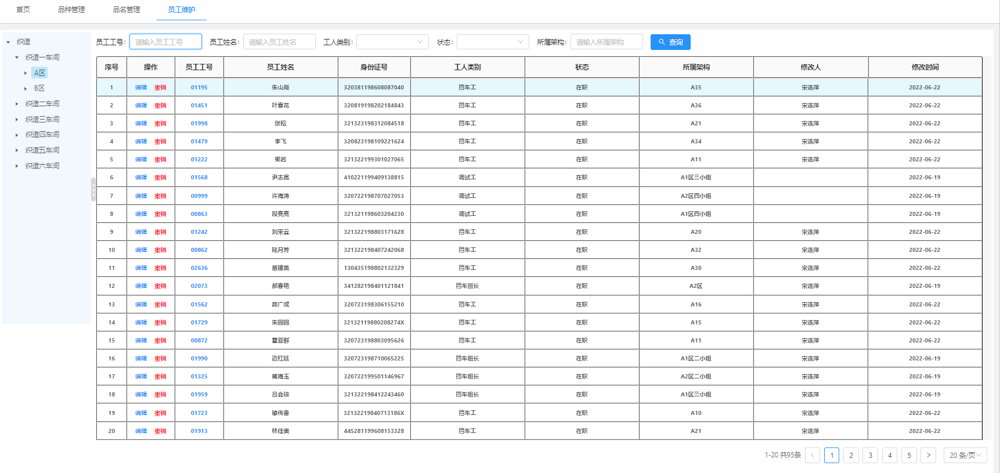 首页 品种管理 品名管理 员工维护
织造
织造一车间
A区
B区
织造二车间
织造三车间
织造四车间
织造五车间
织造六车间
员工工号: 请输入员工工号 员工姓名: 请输入员工姓名 工人类别: 状态: 所属架构: 请输入所属架构 查询
序号 操作 员工工号 员工姓名 身份证号 工人类别 状态 所属架构 修改人 修改时间
1 编辑 撤销 01195 朱山岗 320381198608087040 挡车工 在职 A35 宋连萍 2022-06-22
2 编辑 撤销 01451 叶春花 320819198202184843 挡车工 在职 A36 宋连萍 2022-06-22
3 编辑 撤销 01998 张松 321323198312084518 挡车工 在职 A21 宋连萍 2022-06-22
4 编辑 撤销 01479 李飞 320823198109221624 挡车工 在职 A34 宋连萍 2022-06-22
5 编辑 撤销 01222 梁岩 321322199301027065 挡车工 在职 A11 宋连萍 2022-06-22
6 编辑 撤销 01568 尹志昆 410221199409138815 调试工 在职 A1区三小组 2022-06-19
7 编辑 撤销 00999 许海涛 320722198707027053 调试工 在职 A2区四小组 2022-06-19
8 编辑 撤销 00863 段亮亮 321321198603204230 调试工 在职 A1区四小组 2022-06-19
9 编辑 撤销 01242 刘采云 321322198803171628 挡车工 在职 A20 宋连萍 2022-06-22
10 编辑 撤销 00862 陆月芳 321322198407242068 挡车工 在职 A32 宋连萍 2022-06-22
11 编辑 撤销 02636 苗建英 130435198802132329 挡车工 在职 A30 宋连萍 2022-06-22
12 编辑 撤销 02073 郝春艳 341282198401121841 挡车班长 在职 A2区 宋连萍 2022-06-19
13 编辑 撤销 01562 茆广成 320723198306155210 挡车工 在职 A16 宋连萍 2022-06-22
14 编辑 撤销 01729 朱园园 32132119880208274X 挡车工 在职 A15 宋连萍 2022-06-22
15 编辑 撤销 00872 霍亚群 320723198803095626 挡车工 在职 A11 宋连萍 2022-06-22
16 编辑 撤销 01990 边红廷 320723198710065225 挡车组长 在职 A1区二小组 宋连萍 2022-06-19
17 编辑 撤销 01325 蒋海玉 320722199501146967 挡车组长 在职 A2区二小组 宋连萍 2022-06-19
18 编辑 撤销 01959 吕会琼 321322198412243460 挡车组长 在职 A1区三小组 宋连萍 2022-06-19
19 编辑 撤销 01723 传香 32132219840713186X 挡车工 在职 A10 宋连萍 2022-06-22
20 编辑 撤销 01913 林佳美 445281199608153328 挡车工 在职 A21 宋连萍 2022-06-22
1-20 共95条 1 2 3 4 5 20 条/页